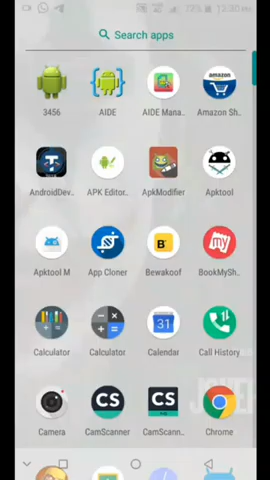 Search apps
3456
AIDE
AIDE Mana..
Amazon Sh..
AndroidDev..
APK Editor..
ApkModifier
Apktool
Apktool M
App Cloner
Bewakoof
BookMySh..
Calculator
Calculator
Calendar
Call History
Camera
CamScanner
CamScann..
Chrome